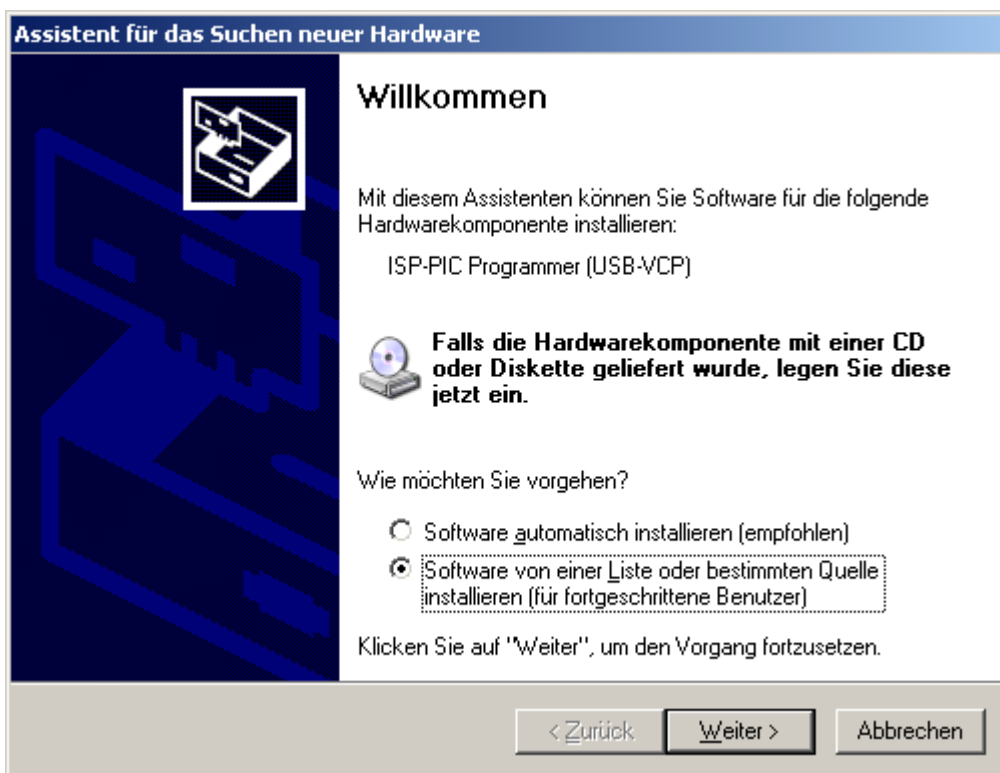 Assistent für das Suchen neuer Hardware
Willkommen
Mit diesem Assistenten können Sie Software für die folgende
Hardwarekomponente installieren:
ISP-PIC Programmer (USB-VCP)
Falls die Hardwarekomponente mit einer CD
oder Diskette geliefert wurde, legen Sie diese
jetzt ein.
Wie möchten Sie vorgehen?
Software automatisch installieren (empfohlen)
Software von einer Liste oder bestimmten Quelle
installieren (für fortgeschrittene Benutzer)
Klicken Sie auf "Weiter", um den Vorgang fortzusetzen.
< Zurück Weiter > Abbrechen